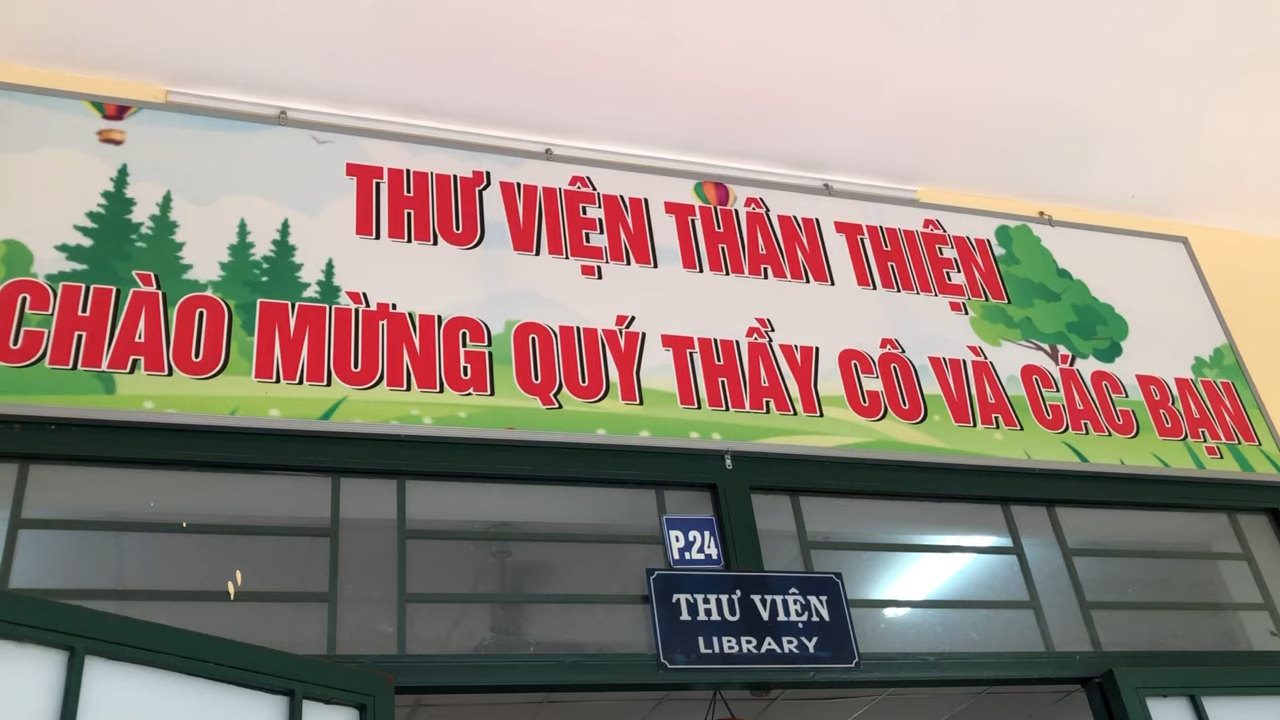 THƯ VIỆN THÂN THIỆN
CHÀO MỪNG QUÝ THẦY CÔ VÀ CÁC BẠN
P.24
THƯ VIỆN
LIBRARY